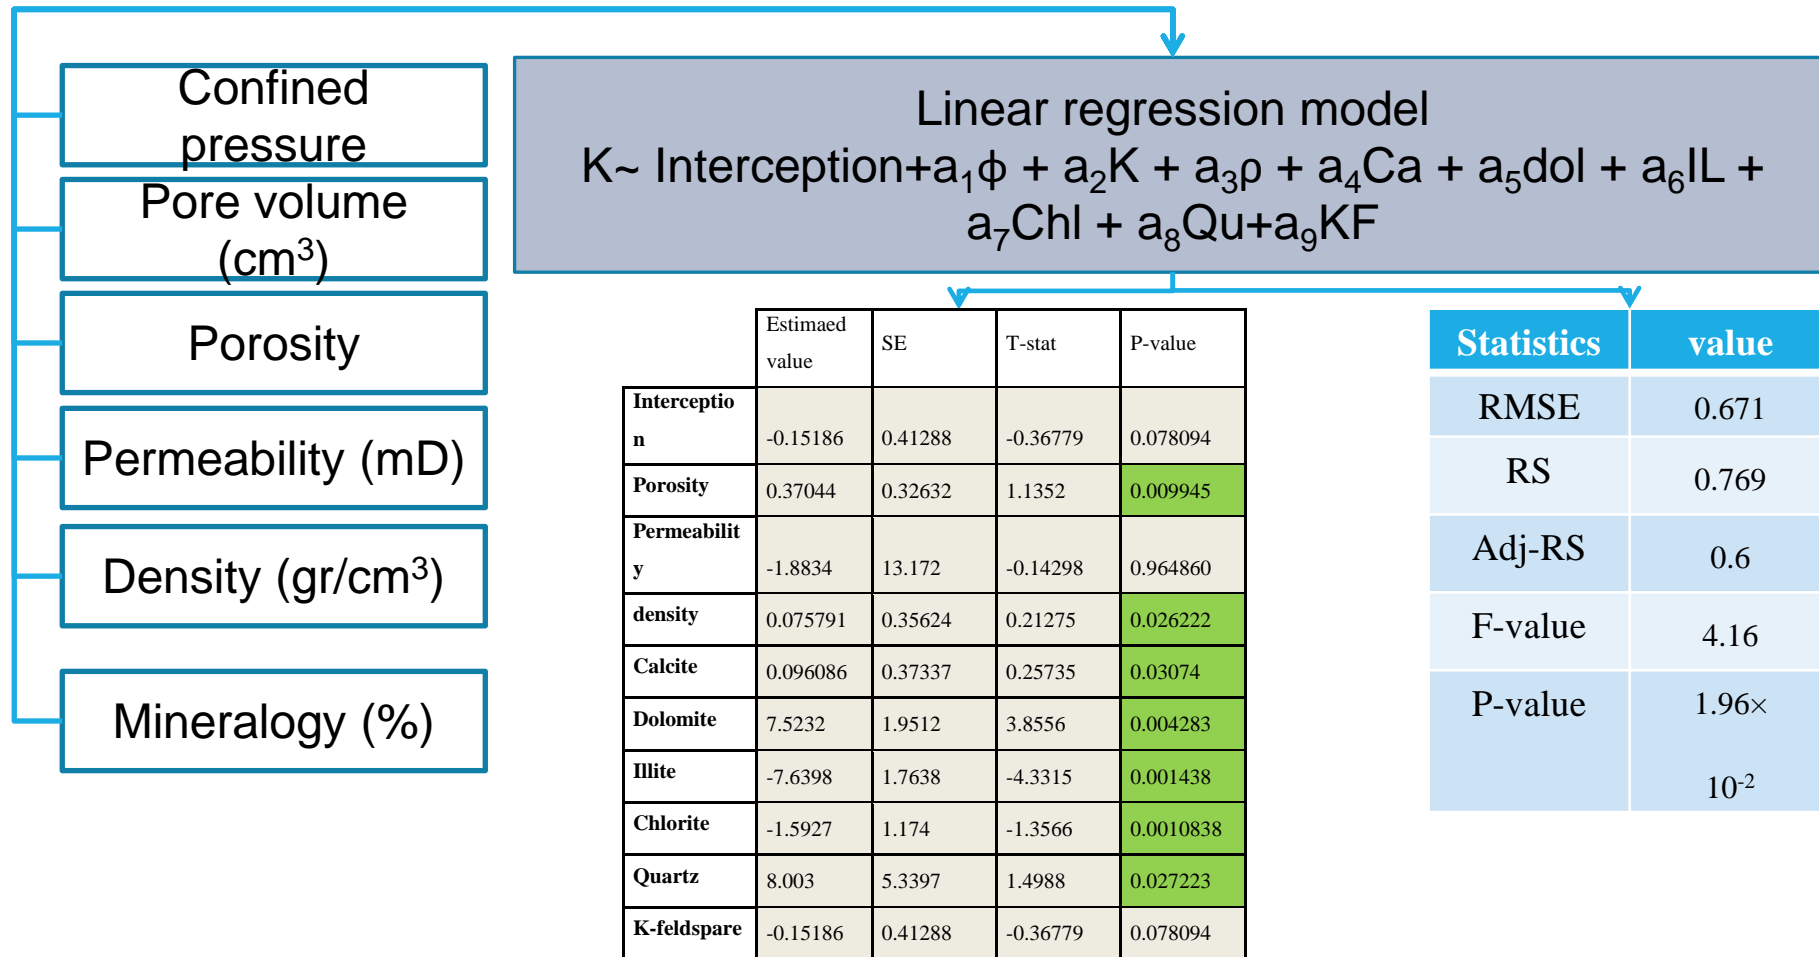 Confined
pressure
Pore volume
(cm³)
Porosity
Permeability (mD)
Density (gr/cm³)
Mineralogy (%)
Linear regression model
K~ Interception+a₁ϕ + a₂K + a₃ρ + a₄Ca + a₅dol + a₆IL +
a₇Chl + a₈Qu+a₉KF
Estimaed value SE T-stat P-value
Interceptio
n -0.15186 0.41288 -0.36779 0.078094
Porosity 0.37044 0.32632 1.1352 0.009945
Permeabilit
y -1.8834 13.172 -0.14298 0.964860
density 0.075791 0.35624 0.21275 0.026222
Calcite 0.096086 0.37337 0.25735 0.03074
Dolomite 7.5232 1.9512 3.8556 0.004283
Illite -7.6398 1.7638 -4.3315 0.001438
Chlorite -1.5927 1.174 -1.3566 0.0010838
Quartz 8.003 5.3397 1.4988 0.027223
K-feldspare -0.15186 0.41288 -0.36779 0.078094
Statistics value
RMSE 0.671
RS 0.769
Adj-RS 0.6
F-value 4.16
P-value 1.96×
10⁻²